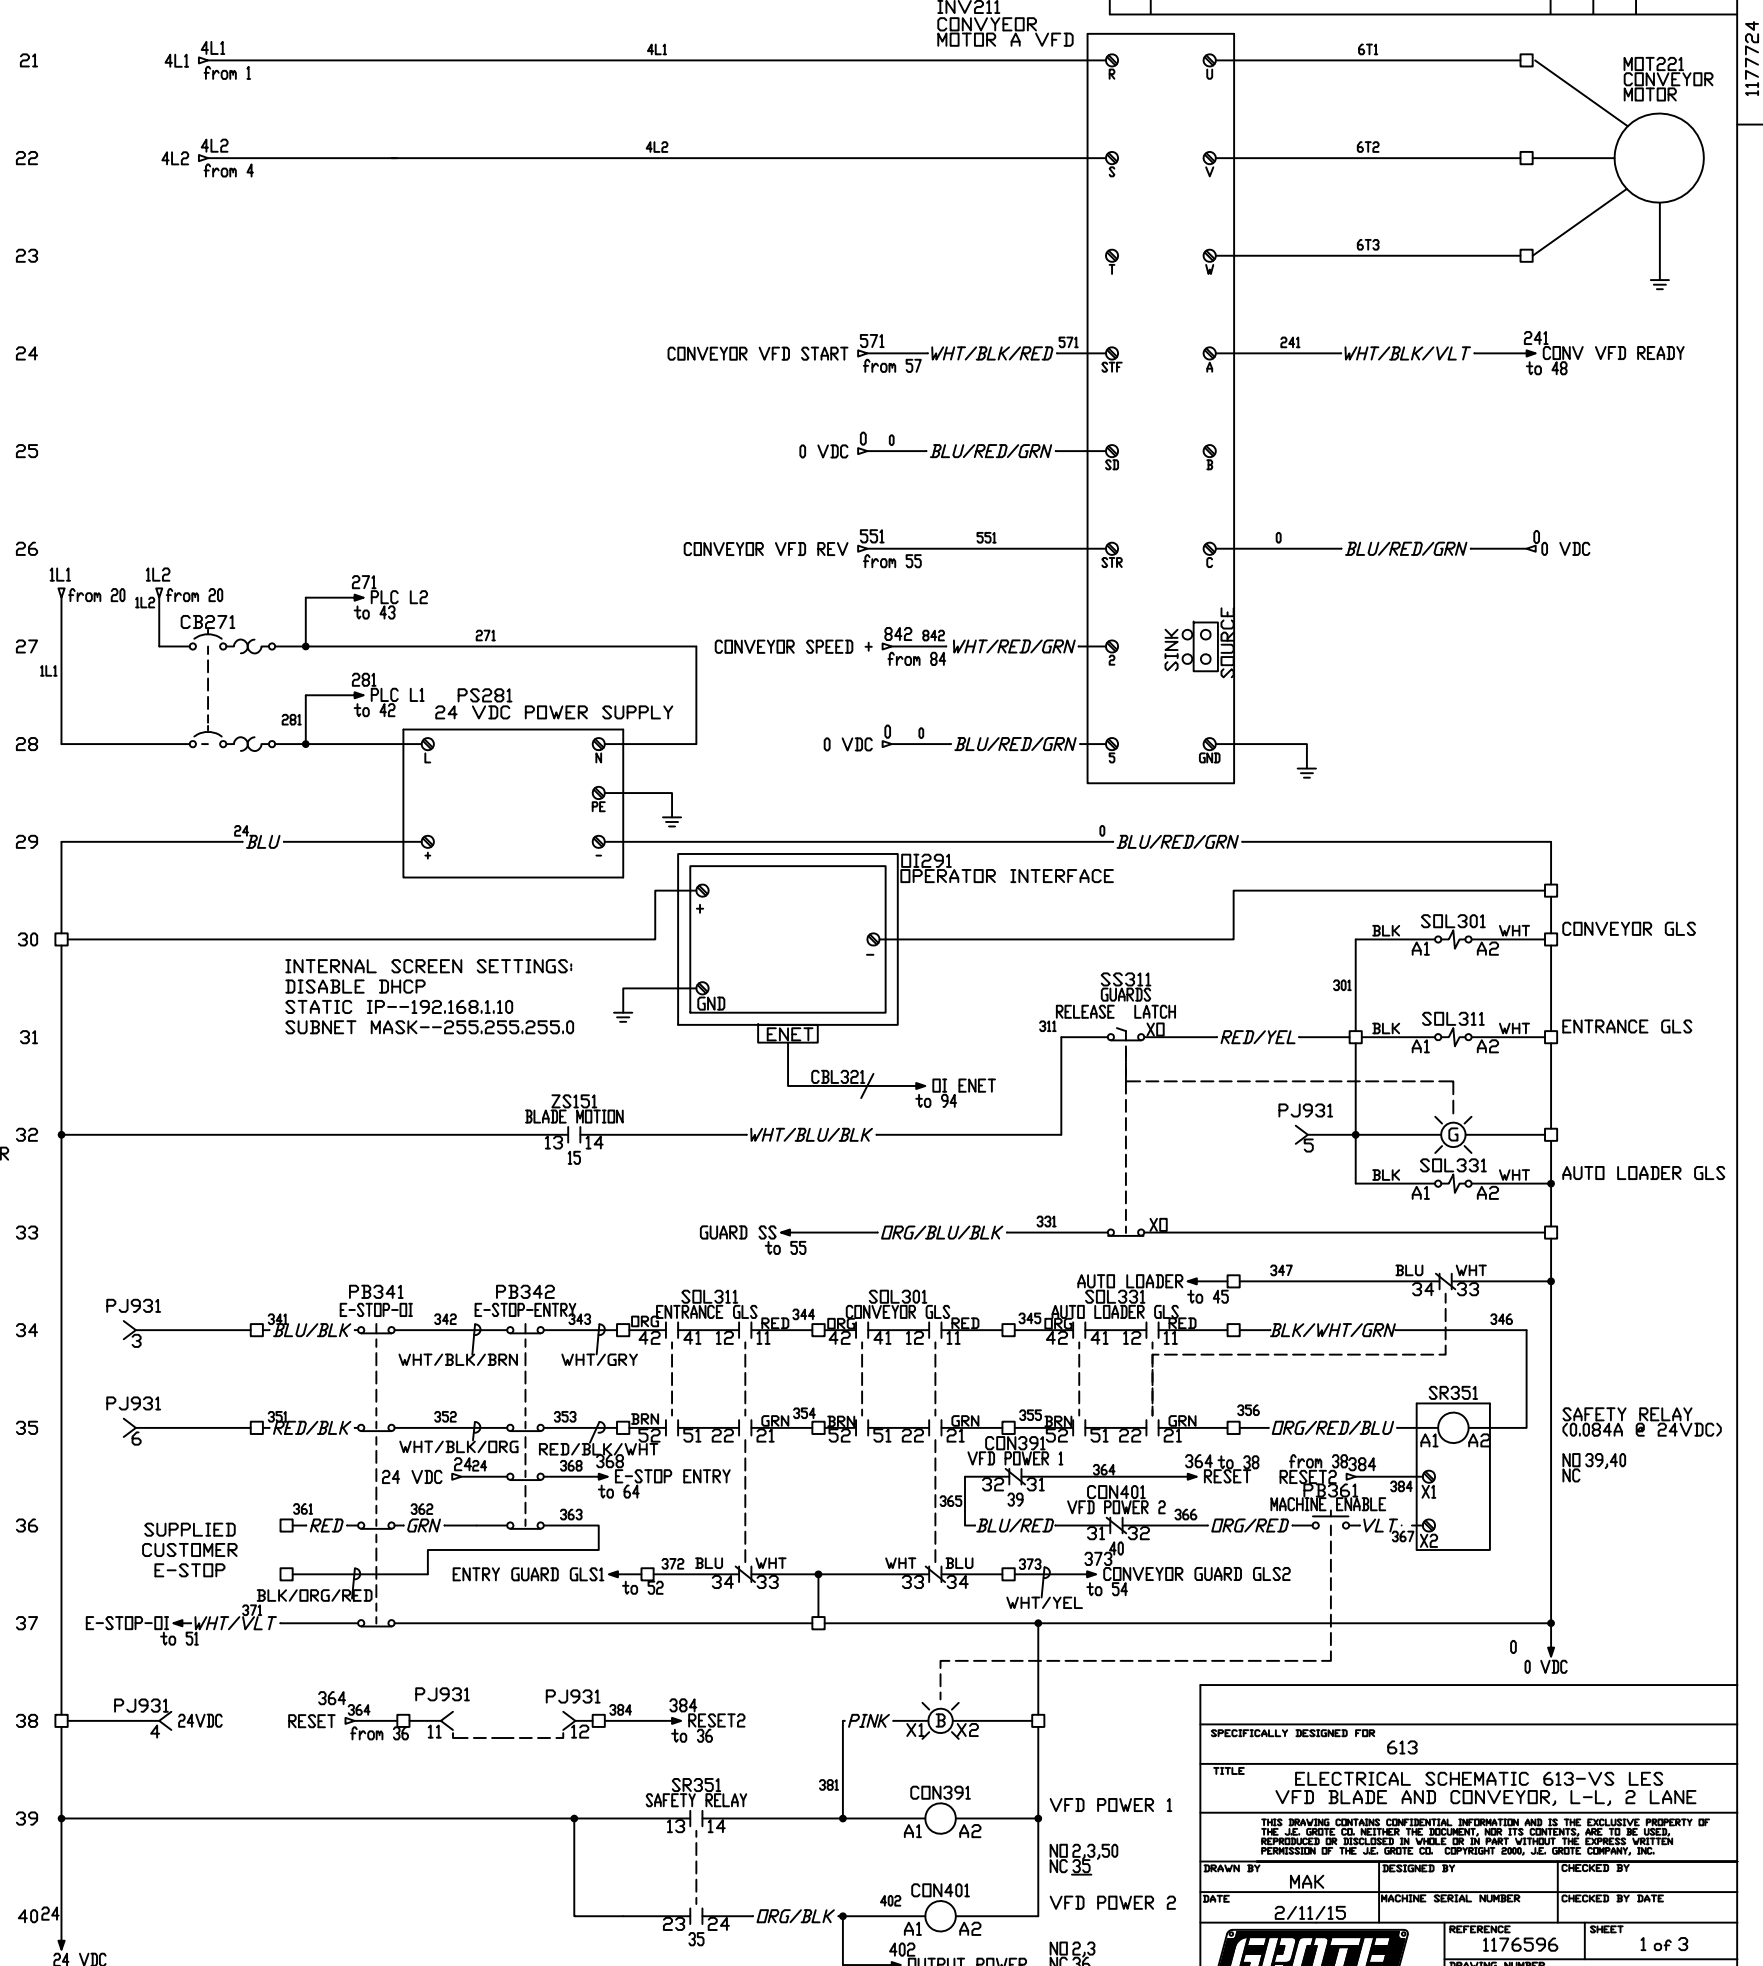 INV211
CONVYEOR
MOTOR A VFD
1177724
21
4L1
4L1
from 1
4L1
R
U
6T1
MOT221
CONVEYOR
MOTOR
22
4L2
4L2
from 4
4L2
S
V
6T2
23
T
W
6T3
24
CONVEYOR VFD START
571
from 57
WHT/BLK/RED
571
STF
A
241
WHT/BLK/VLT
241
CONV VFD READY
to 48
25
0 VDC
0
0
BLU/RED/GRN
SD
B
26
CONVEYOR VFD REV
551
from 55
551
STR
C
0
BLU/RED/GRN
0
0 VDC
1L1
from 20
1L2
1L2
from 20
271
PLC L2
to 43
CB271
27
1L1
271
CONVEYOR SPEED +
842
842
from 84
WHT/RED/GRN
2
SINK
SOURCE
281
PLC L1
to 42
281
PS281
24 VDC POWER SUPPLY
28
L
N
0 VDC
0
0
BLU/RED/GRN
5
GND
PE
29
24
BLU
+
-
0
BLU/RED/GRN
OI291
OPERATOR INTERFACE
+
30
-
GND
ENET
INTERNAL SCREEN SETTINGS:
DISABLE DHCP
STATIC IP--192.168.1.10
SUBNET MASK--255.255.255.0
BLK
SOL301
WHT
A1
A2
CONVEYOR GLS
301
SS311
GUARDS
RELEASE LATCH
31
311
XO
RED/YEL
BLK
SOL311
WHT
A1
A2
ENTRANCE GLS
CBL321
OI ENET
to 94
ZS151
BLADE MOTION
32
13
14
15
WHT/BLU/BLK
PJ931
5
G
R
BLK
SOL331
WHT
A1
A2
AUTO LOADER GLS
33
GUARD SS
to 55
ORG/BLU/BLK
331
XO
AUTO LOADER
to 45
347
BLU
WHT
34
33
34
PJ931
3
341
BLU/BLK
PB341
E-STOP-OI
342
WHT/BLK/BRN
PB342
E-STOP-ENTRY
343
WHT/GRY
SOL311
ENTRANCE GLS
ORG
42
41
12
RED
11
344
SOL301
CONVEYOR GLS
ORG
42
41
12
RED
11
345
SOL331
AUTO LOADER GLS
ORG
42
41
12
RED
11
BLK/WHT/GRN
346
35
PJ931
6
351
RED/BLK
352
WHT/BLK/ORG
353
RED/BLK/WHT
BRN
52
51
22
GRN
21
354
BRN
52
51
22
GRN
21
355
BRN
52
51
22
GRN
21
356
ORG/RED/BLU
SR351
A1
A2
SAFETY RELAY
(0.084A @ 24VDC)
NO 39,40
NC
24 VDC
24
24
368
368
E-STOP ENTRY
to 64
CON391
VFD POWER 1
32
31
39
364
364 to 38
RESET
from 38
384
RESET2
384
X1
36
SUPPLIED
CUSTOMER
E-STOP
361
RED
362
GRN
363
365
BLU/RED
CON401
VFD POWER 2
31
32
40
366
ORG/RED
PB361
MACHINE ENABLE
VLT
367
X2
BLK/ORG/RED
ENTRY GUARD GLS1
to 52
372
BLU
WHT
34
33
WHT
BLU
33
34
373
WHT/YEL
373
CONVEYOR GUARD GLS2
to 54
37
E-STOP-OI
to 51
WHT/VLT
371
0
0 VDC
38
PJ931
4
24VDC
RESET
364
364
from 36
PJ931
11
PJ931
12
384
384
RESET2
to 36
PINK
X1
B
X2
39
SR351
SAFETY RELAY
13
14
381
CON391
A1
A2
VFD POWER 1
NO 2,3,50
NC 35
40
24
24 VDC
23
24
35
ORG/BLK
402
CON401
A1
A2
VFD POWER 2
NO 2,3
NC 36
402
OUTPUT POWER
SPECIFICALLY DESIGNED FOR
613
TITLE
ELECTRICAL SCHEMATIC 613-VS LES
VFD BLADE AND CONVEYOR, L-L, 2 LANE
THIS DRAWING CONTAINS CONFIDENTIAL INFORMATION AND IS THE EXCLUSIVE PROPERTY OF
THE J.E. GROTE CO. NEITHER THE DOCUMENT, NOR ITS CONTENTS, ARE TO BE USED,
REPRODUCED OR DISCLOSED IN WHOLE OR IN PART WITHOUT THE EXPRESS WRITTEN
PERMISSION OF THE J.E. GROTE CO. COPYRIGHT 2000, J.E. GROTE COMPANY, INC.
DRAWN BY
MAK
DESIGNED BY
CHECKED BY
DATE
2/11/15
MACHINE SERIAL NUMBER
CHECKED BY DATE
GROTE
REFERENCE
1176596
SHEET
1 of 3
DRAWING NUMBER